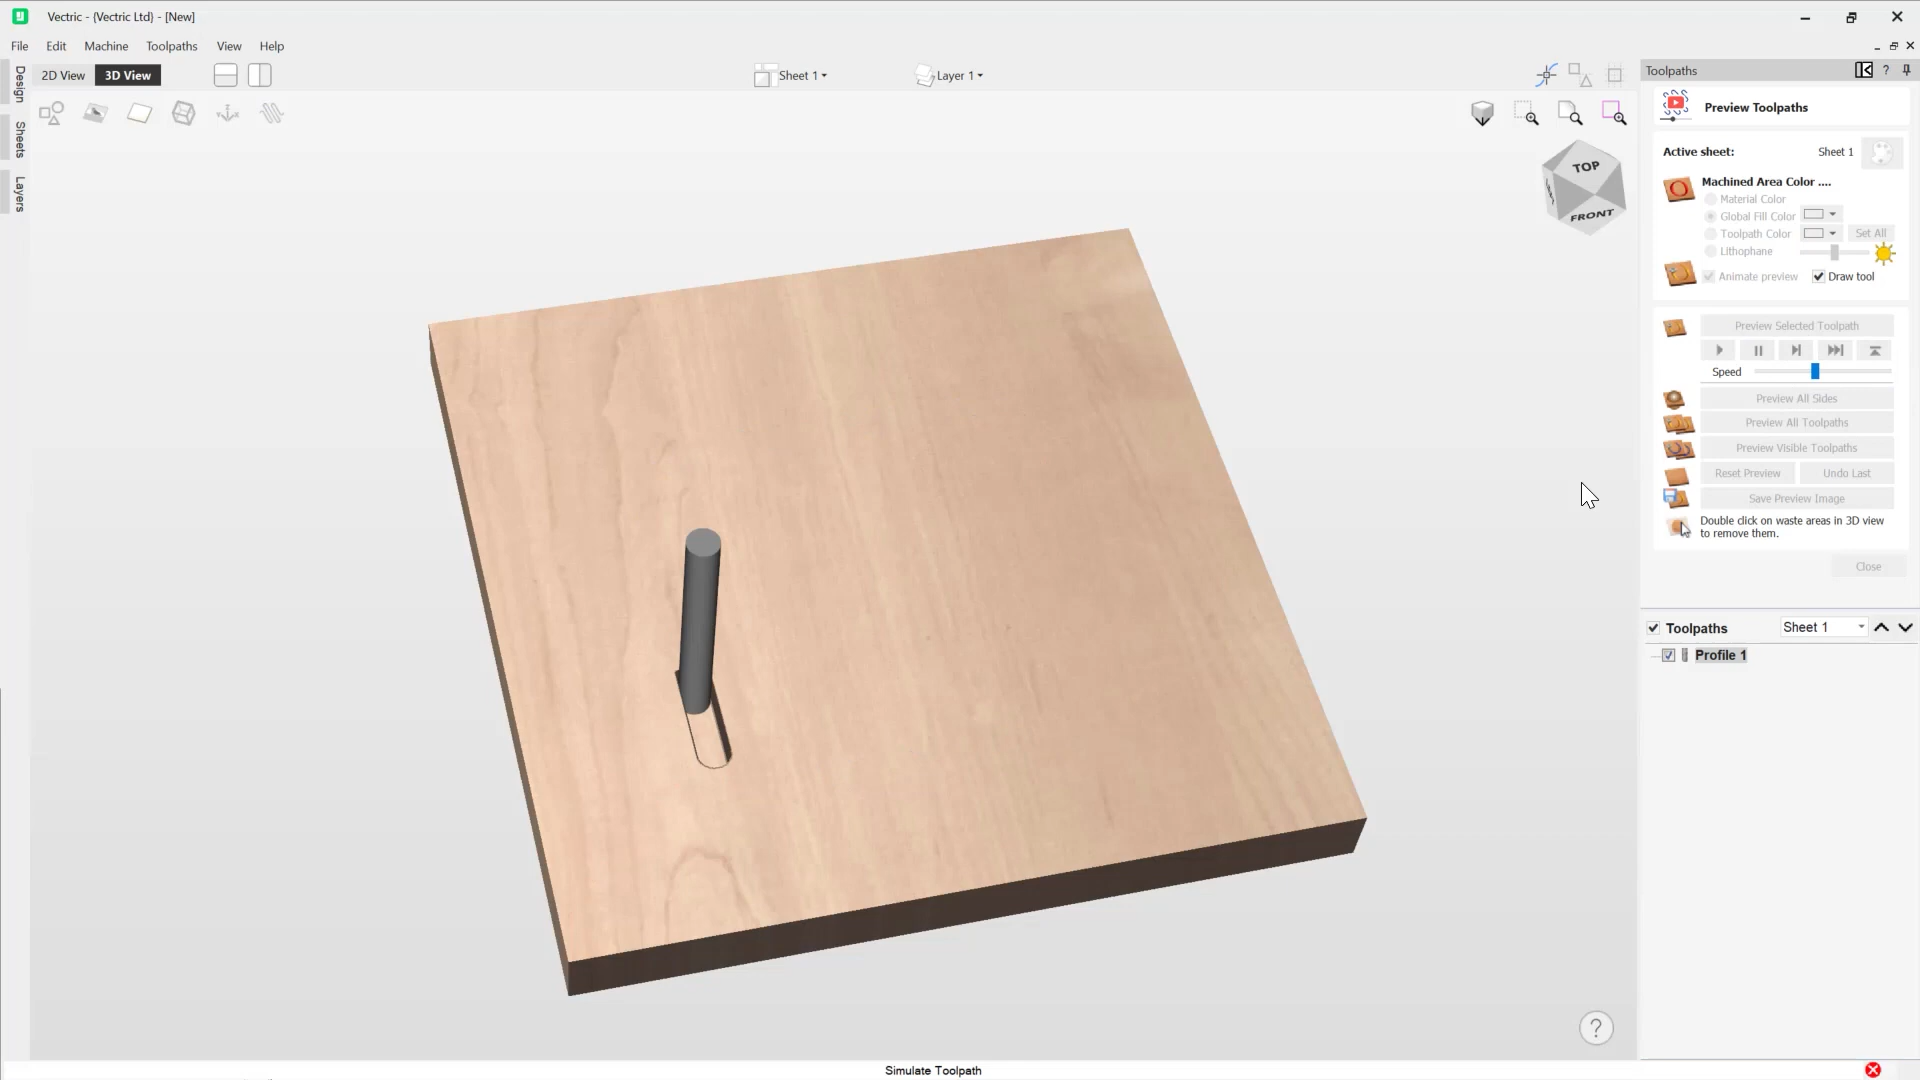 Vectric - {Vectric Ltd} - [New]
File Edit Machine Toolpaths View Help
2D View 3D View Sheet 1 Layer 1
Design
Sheets
Layers
TOP
FRONT
Toolpaths ?
Preview Toolpaths
Active sheet: Sheet 1
Machined Area Color ....
Material Color
Global Fill Color
Toolpath Color Set All
Lithophane
Animate preview Draw tool
Preview Selected Toolpath
Speed
Preview All Sides
Preview All Toolpaths
Preview Visible Toolpaths
Reset Preview Undo Last
Save Preview Image
Double click on waste areas in 3D view
to remove them.
Close
Toolpaths Sheet 1
Profile 1
?
Simulate Toolpath